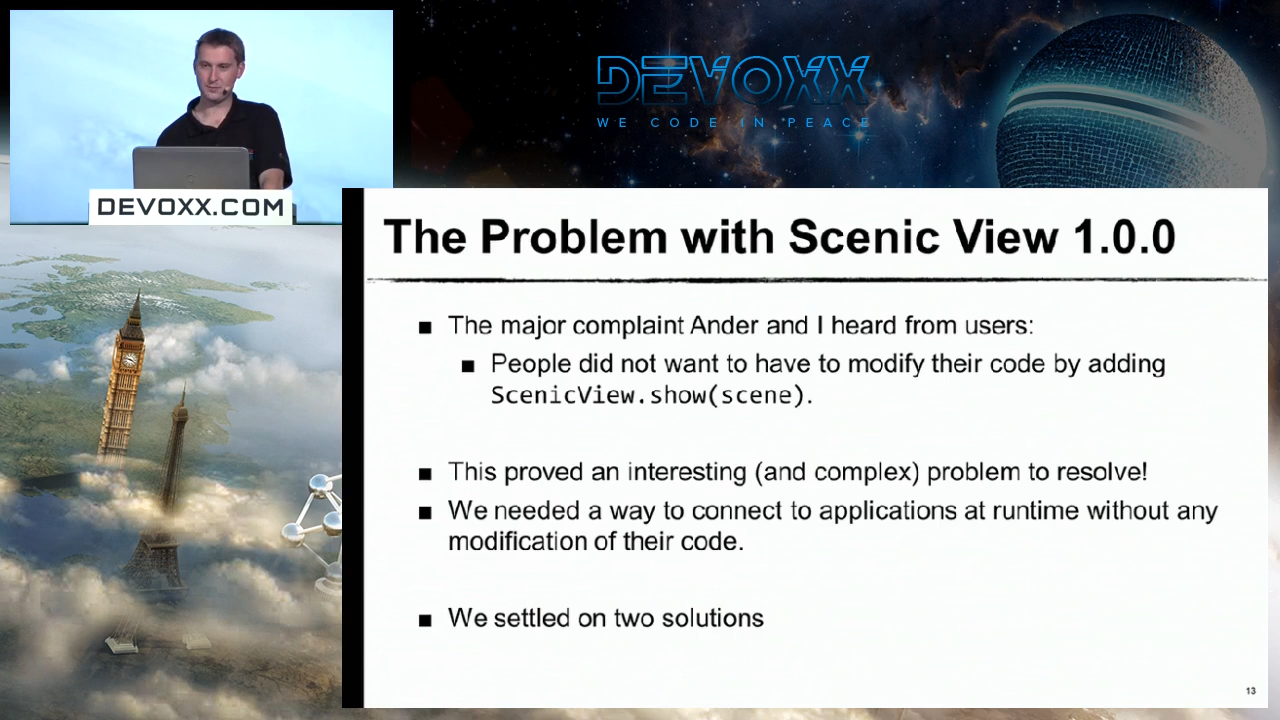 DEVOXX
WE CODE IN PEACE
DEVOXX.COM
The Problem with Scenic View 1.0.0
■ The major complaint Ander and I heard from users:
■ People did not want to have to modify their code by adding
ScenicView.show(scene).
■ This proved an interesting (and complex) problem to resolve!
■ We needed a way to connect to applications at runtime without any
modification of their code.
■ We settled on two solutions
13